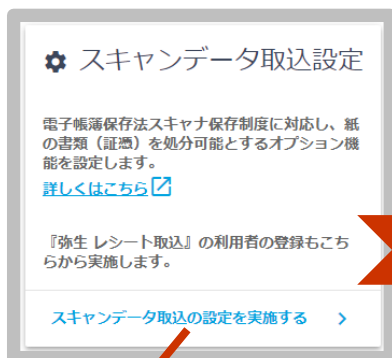 スキャンデータ取込設定
電子帳簿保存法スキャナ保存制度に対応し、紙
の書類（証憑）を処分可能とするオプション機
能を設定します。
詳しくはこちら
『弥生 レシート取込』の利用者の登録もこち
らから実施します。
スキャンデータ取込の設定を実施する